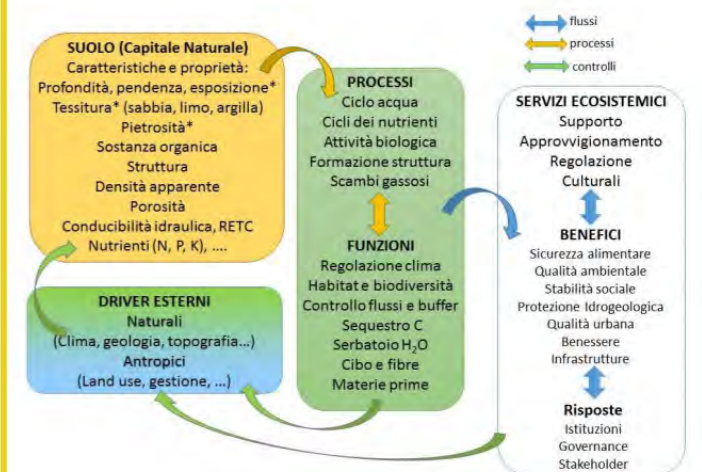 flussi
processi
controlli
SUOLO (Capitale Naturale)
Caratteristiche e proprietà:
Profondità, pendenza, esposizione*
Tessitura* (sabbia, limo, argilla)
Pietrosità*
Sostanza organica
Struttura
Densità apparente
Porosità
Conducibilità idraulica, RETC
Nutrienti (N, P, K), ....
DRIVER ESTERNI
Naturali
(Clima, geologia, topografia...)
Antropici
(Land use, gestione, ...)
PROCESSI
Ciclo acqua
Cicli dei nutrienti
Attività biologica
Formazione struttura
Scambi gassosi
FUNZIONI
Regolazione clima
Habitat e biodiversità
Controllo flussi e buffer
Sequestro C
Serbatoio H₂O
Cibo e fibre
Materie prime
SERVIZI ECOSISTEMICI
Supporto
Approvvigionamento
Regolazione
Culturali
BENEFICI
Sicurezza alimentare
Qualità ambientale
Stabilità sociale
Protezione Idrogeologica
Qualità urbana
Benessere
Infrastrutture
Risposte
Istituzioni
Governance
Stakeholder